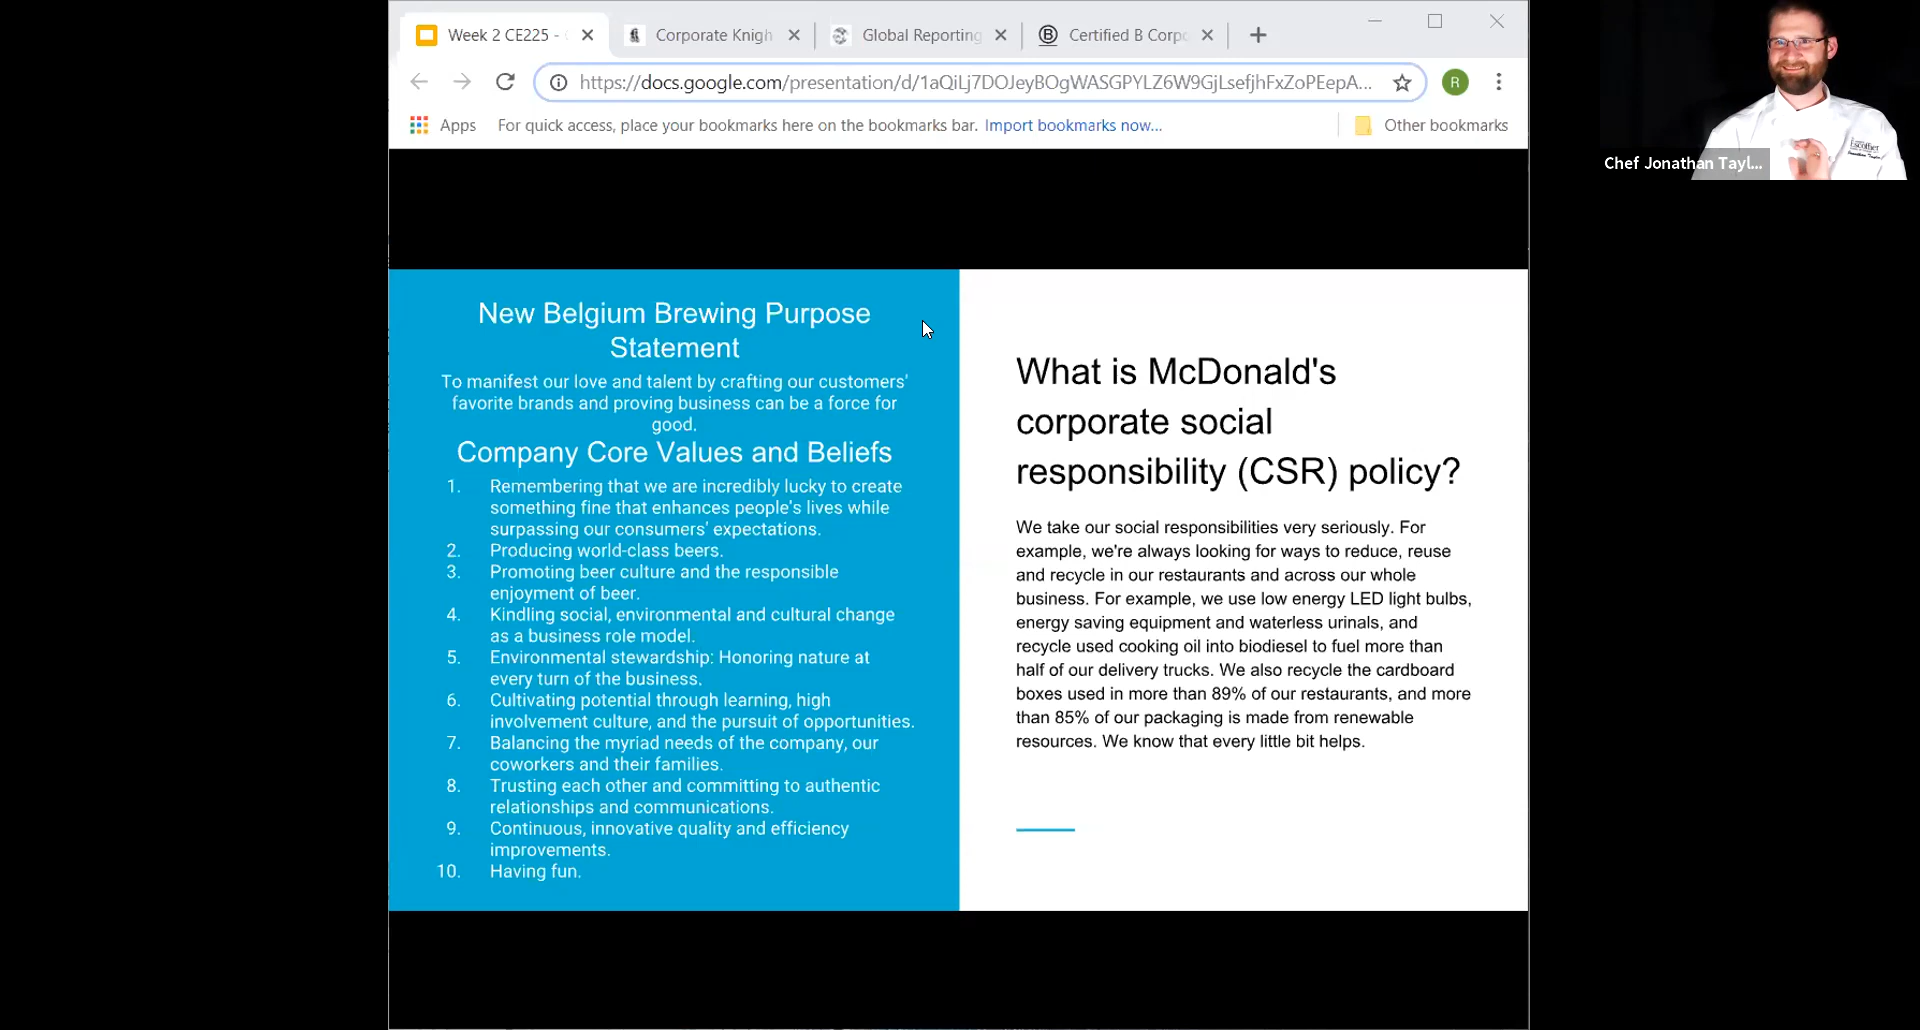 Week 2 CE225 -
Corporate Knigh
Global Reporting
Certified B Corpo
https://docs.google.com/presentation/d/1aQiLj7DOJeyBOgWASGPYLZ6W9GjLsefjhFxZoPEepA...
R
Apps
For quick access, place your bookmarks here on the bookmarks bar. Import bookmarks now...
Other bookmarks
Escoffier
Chef Jonathan Tayl...
New Belgium Brewing Purpose
Statement
To manifest our love and talent by crafting our customers'
favorite brands and proving business can be a force for
good.
Company Core Values and Beliefs
1. Remembering that we are incredibly lucky to create
something fine that enhances people's lives while
surpassing our consumers' expectations.
2. Producing world-class beers.
3. Promoting beer culture and the responsible
enjoyment of beer.
4. Kindling social, environmental and cultural change
as a business role model.
5. Environmental stewardship: Honoring nature at
every turn of the business.
6. Cultivating potential through learning, high
involvement culture, and the pursuit of opportunities.
7. Balancing the myriad needs of the company, our
coworkers and their families.
8. Trusting each other and committing to authentic
relationships and communications.
9. Continuous, innovative quality and efficiency
improvements.
10. Having fun.
What is McDonald's
corporate social
responsibility (CSR) policy?
We take our social responsibilities very seriously. For
example, we're always looking for ways to reduce, reuse
and recycle in our restaurants and across our whole
business. For example, we use low energy LED light bulbs,
energy saving equipment and waterless urinals, and
recycle used cooking oil into biodiesel to fuel more than
half of our delivery trucks. We also recycle the cardboard
boxes used in more than 89% of our restaurants, and more
than 85% of our packaging is made from renewable
resources. We know that every little bit helps.